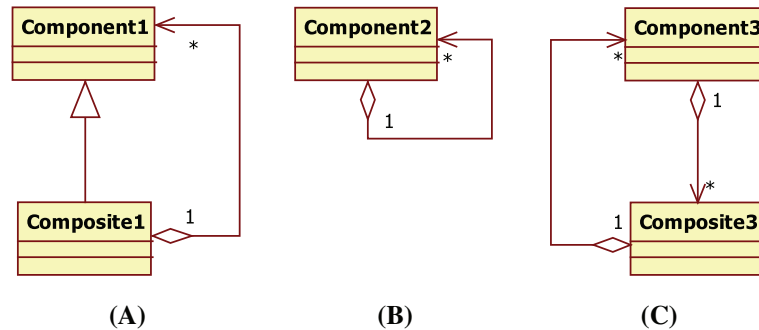 Component1
*
Composite1
1
(A)
Component2
*
1
(B)
Component3
*
1
*
1
Composite3
(C)